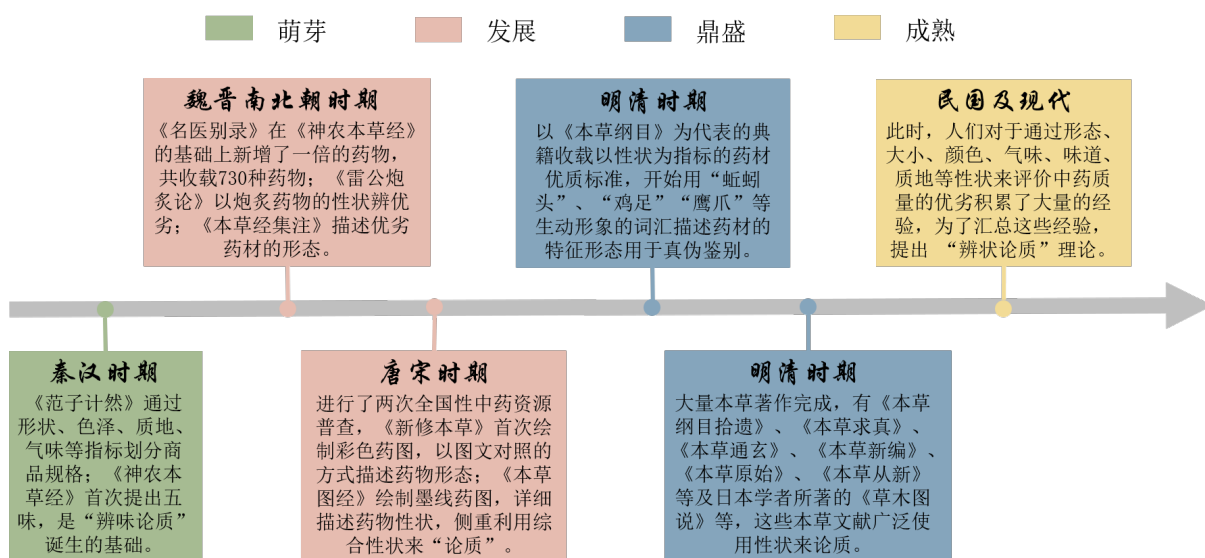 萌芽
发展
鼎盛
成熟
魏晋南北朝时期
《名医别录》在《神农本草经》
的基础上新增了一倍的药物，
共收载730种药物；《雷公炮
炙论》以炮炙药物的性状辨优
劣；《本草经集注》描述优劣
药材的形态。
明清时期
以《本草纲目》为代表的典
籍收载以性状为指标的药材
优质标准，开始用“蚯蚓
头”、“鸡足”“鹰爪”等
生动形象的词汇描述药材的
特征形态用于真伪鉴别。
民国及现代
此时，人们对于通过形态、
大小、颜色、气味、味道、
质地等性状来评价中药质
量的优劣积累了大量的经
验，为了汇总这些经验，
提出 “辨状论质”理论。
秦汉时期
《范子计然》通过
形状、色泽、质地、
气味等指标划分商
品规格；《神农本
草经》首次提出五
味，是“辨味论质”
诞生的基础。
唐宋时期
进行了两次全国性中药资源
普查，《新修本草》首次绘
制彩色药图，以图文对照的
方式描述药物形态；《本草
图经》绘制墨线药图，详细
描述药物性状，侧重利用综
合性状来“论质”。
明清时期
大量本草著作完成，有《本草
纲目拾遗》、《本草求真》、
《本草通玄》、《本草新编》、
《本草原始》、《本草从新》
等及日本学者所著的《草木图
说》等，这些本草文献广泛使
用性状来论质。